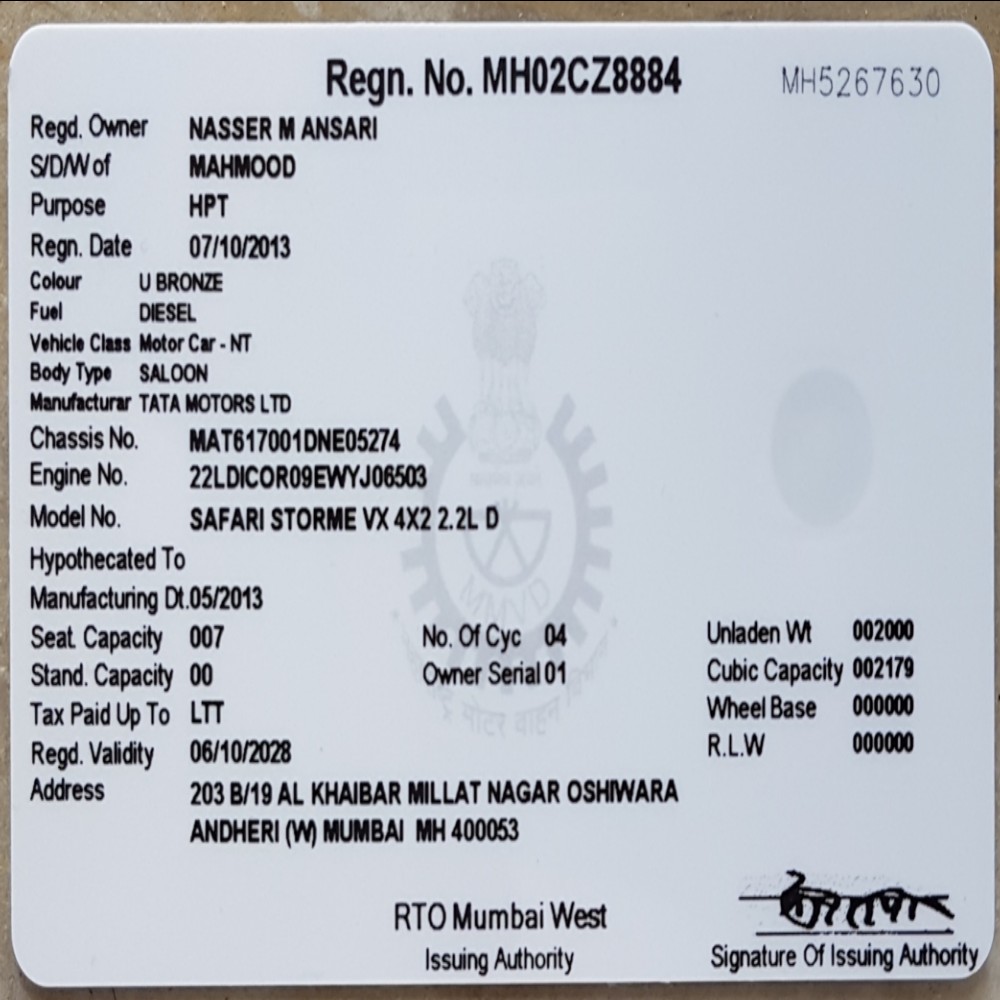 Regn. No. MH02CZ8884 MH5267630
Regd. Owner NASSER M ANSARI
S/D/W of MAHMOOD
Purpose HPT
Regn. Date 07/10/2013
Colour U BRONZE
Fuel DIESEL
Vehicle Class Motor Car - NT
Body Type SALOON
Manufacturar TATA MOTORS LTD
Chassis No. MAT617001DNE05274
Engine No. 22LDICOR09EWYJ06503
Model No. SAFARI STORME VX 4X2 2.2L D
Hypothecated To
Manufacturing Dt.05/2013
Seat. Capacity 007 No. Of Cyc 04 Unladen Wt 002000
Stand. Capacity 00 Owner Serial 01 Cubic Capacity 002179
Tax Paid Up To LTT Wheel Base 000000
Regd. Validity 06/10/2028 R.L.W 000000
Address 203 B/19 AL KHAIBAR MILLAT NAGAR OSHIWARA
ANDHERI (W) MUMBAI MH 400053
MMVD
मोटर वाहन
RTO Mumbai West
Issuing Authority
Signature Of Issuing Authority